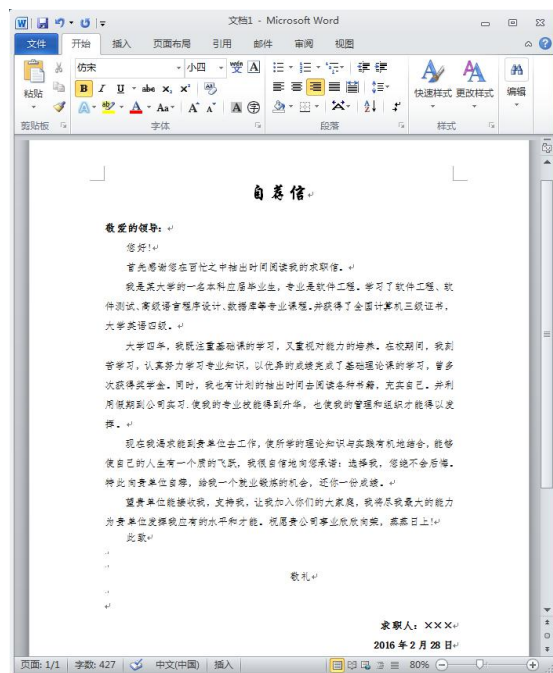 文档1 - Microsoft Word
文件 开始 插入 页面布局 引用 邮件 审阅 视图
仿宋 小四 wén A
粘贴 B I U abc x₂ x² 快速样式 更改样式 编辑
A ab A Aa A A A 字
剪贴板 字体 段落 样式
自荐信
敬爱的领导：
您好!
首先感谢您在百忙之中抽出时间阅读我的求职信。
我是某大学的一名本科应届毕业生，专业是软件工程。学习了软件工程、软
件测试、高级语言程序设计、数据库等专业课程。并获得了全国计算机三级证书，
大学英语四级。
大学四年，我既注重基础课的学习，又重视对能力的培养。在校期间，我刻
苦学习，认真努力学习专业知识，以优异的成绩完成了基础理论课的学习，曾多
次获得奖学金。同时，我也有计划的抽出时间去阅读各种书籍，充实自己。并利
用假期到公司实习.使我的专业技能得到升华，也使我的管理和组织才能得以发
挥。
现在我渴求能到贵单位去工作，使所学的理论知识与实践有机地结合，能够
使自己的人生有一个质的飞跃，我很自信地向您承诺：选择我，您绝不会后悔。
特此向贵单位自荐，给我一个就业锻炼的机会，还你一份成绩。
望贵单位能接收我，支持我，让我加入你们的大家庭，我将尽我最大的能力
为贵单位发挥我应有的水平和才能。祝愿贵公司事业欣欣向荣，蒸蒸日上!
此致
敬礼
求职人：×××
2016 年 2 月 28 日
页面: 1/1 字数: 427 中文(中国) 插入 80%